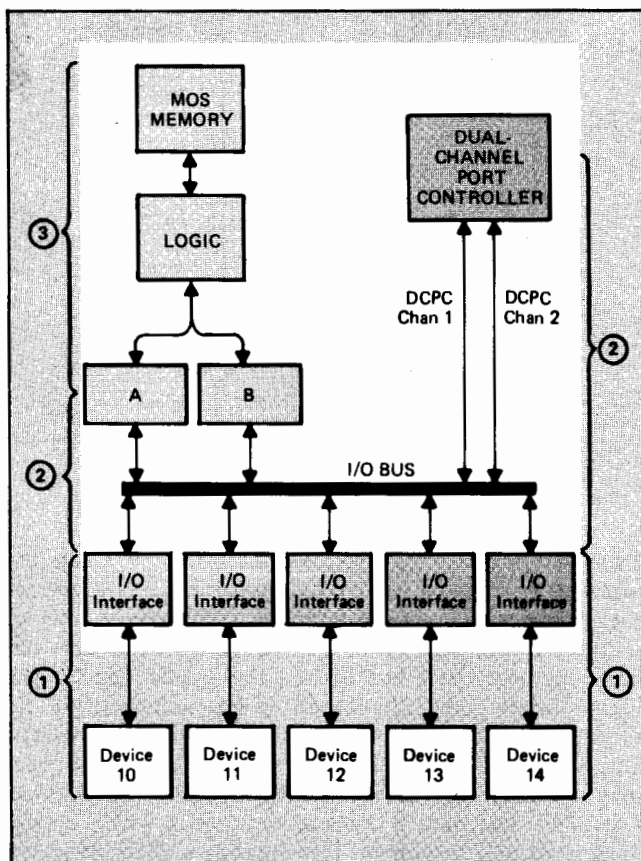 MOS
MEMORY
DUAL-
CHANNEL
PORT
CONTROLLER
3
LOGIC
DCPC
Chan 1
DCPC
Chan 2
2
A
B
2
I/O BUS
I/O
Interface
I/O
Interface
I/O
Interface
I/O
Interface
I/O
Interface
1
1
Device
10
Device
11
Device
12
Device
13
Device
14